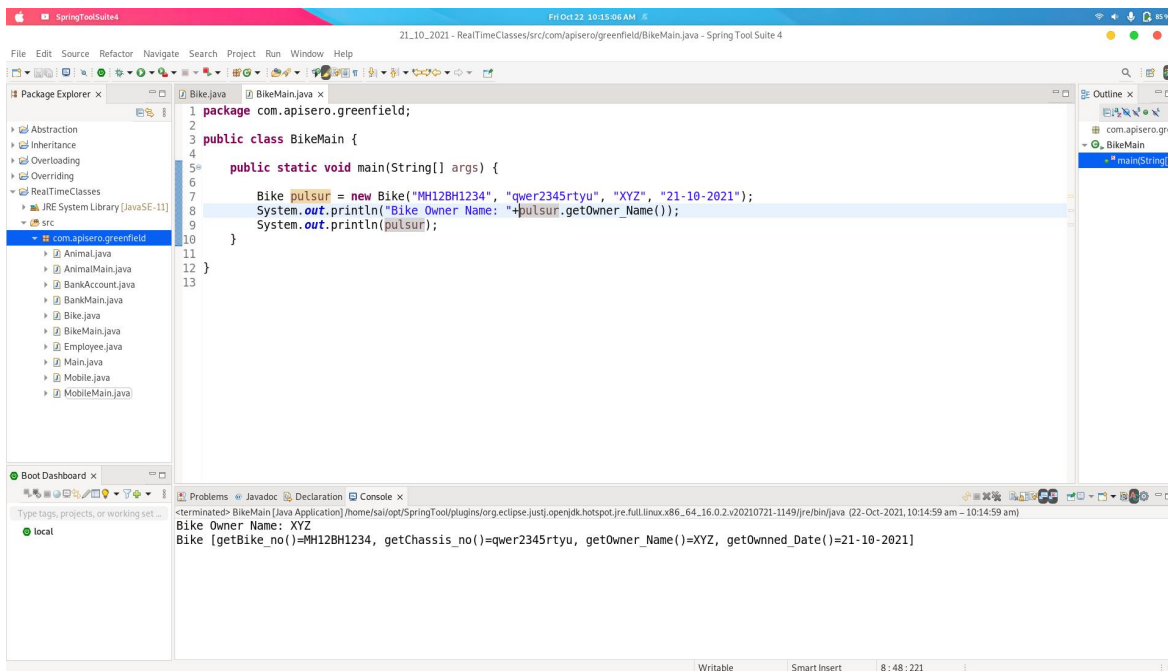 SpringToolSuite4
Fri Oct 22 10:15:06 AM
85%
21_10_2021 - RealTimeClasses/src/com/apisero/greenfield/BikeMain.java - Spring Tool Suite 4
File Edit Source Refactor Navigate Search Project Run Window Help
Package Explorer
Abstraction
Inheritance
Overloading
Overriding
RealTimeClasses
JRE System Library [JavaSE-11]
src
com.apisero.greenfield
Animal.java
AnimalMain.java
BankAccount.java
BankMain.java
Bike.java
BikeMain.java
Employee.java
Main.java
Mobile.java
MobileMain.java
Bike.java BikeMain.java
1 package com.apisero.greenfield;
2
3 public class BikeMain {
4
5 public static void main(String[] args) {
6
7 Bike pulsur = new Bike("MH12BH1234", "qwer2345rtyu", "XYZ", "21-10-2021");
8 System.out.println("Bike Owner Name: "+pulsur.getOwner_Name());
9 System.out.println(pulsur);
10 }
11
12 }
13
Outline
com.apisero.gre
BikeMain
main(String[]
Boot Dashboard
Type tags, projects, or working set ...
local
Problems Javadoc Declaration Console
<terminated> BikeMain [Java Application] /home/sai/opt/SpringTool/plugins/org.eclipse.justj.openjdk.hotspot.jre.full.linux.x86_64_16.0.2.v20210721-1149/jre/bin/java (22-Oct-2021, 10:14:59 am – 10:14:59 am)
Bike Owner Name: XYZ
Bike [getBike_no()=MH12BH1234, getChassis_no()=qwer2345rtyu, getOwner_Name()=XYZ, getOwnned_Date()=21-10-2021]
Writable Smart Insert 8 : 48 : 221